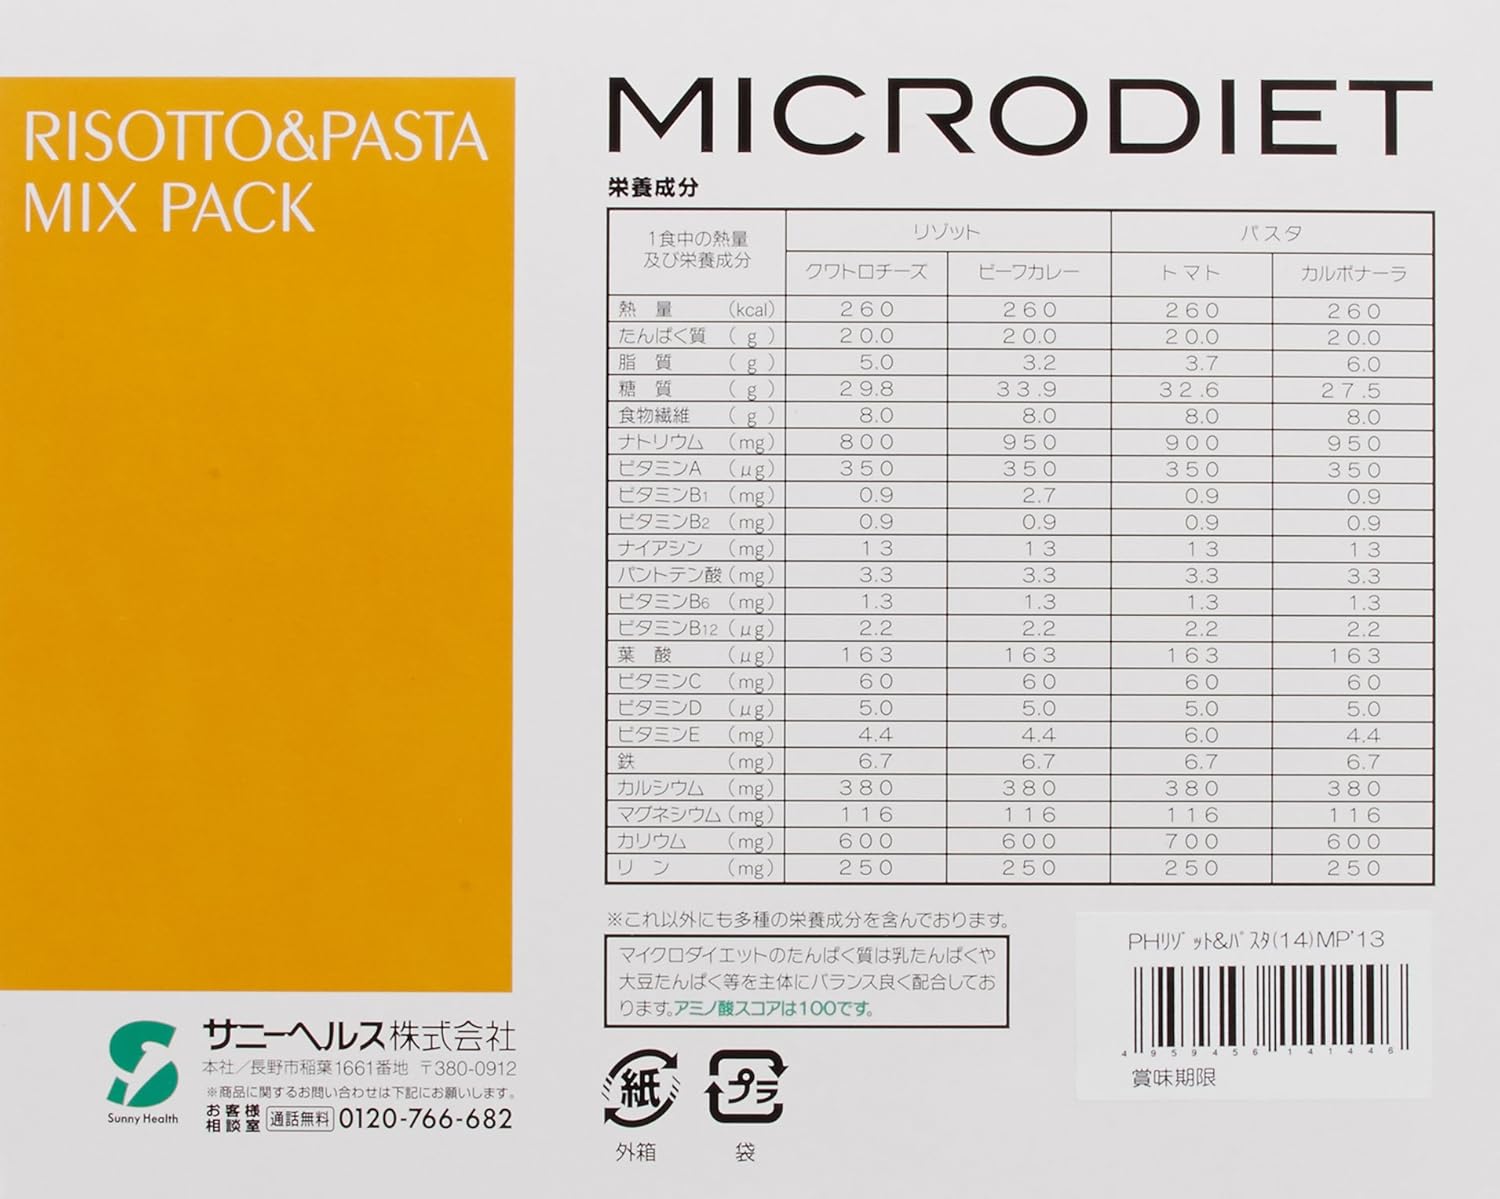 RISOTTO&PASTA
MIX PACK
MICRODIET
栄養成分
1食中の熱量
及び栄養成分
リゾット パスタ
クワトロチーズ ビーフカレー トマト カルボナーラ
熱 量 (kcal) 260 260 260 260
たんぱく質 (g) 20.0 20.0 20.0 20.0
脂 質 (g) 5.0 3.2 3.7 6.0
糖 質 (g) 29.8 33.9 32.6 27.5
食物繊維 (g) 8.0 8.0 8.0 8.0
ナトリウム (mg) 800 950 900 950
ビタミンA (μg) 350 350 350 350
ビタミンB1 (mg) 0.9 2.7 0.9 0.9
ビタミンB2 (mg) 0.9 0.9 0.9 0.9
ナイアシン (mg) 13 13 13 13
パントテン酸 (mg) 3.3 3.3 3.3 3.3
ビタミンB6 (mg) 1.3 1.3 1.3 1.3
ビタミンB12 (μg) 2.2 2.2 2.2 2.2
葉 酸 (μg) 163 163 163 163
ビタミンC (mg) 60 60 60 60
ビタミンD (μg) 5.0 5.0 5.0 5.0
ビタミンE (mg) 4.4 4.4 6.0 4.4
鉄 (mg) 6.7 6.7 6.7 6.7
カルシウム (mg) 380 380 380 380
マグネシウム (mg) 116 116 116 116
カリウム (mg) 600 600 700 600
リ ン (mg) 250 250 250 250
※これ以外にも多種の栄養成分を含んでおります。
マイクロダイエットのたんぱく質は乳たんぱくや
大豆たんぱく等を主体にバランス良く配合してお
ります。アミノ酸スコアは100です。
紙
外箱
プラ
袋
PHリゾット&パスタ(14)MP'13
4959456141446
賞味期限
Sunny Health
サニーヘルス株式会社
本社/長野市稲葉1661番地 〒380-0912
※商品に関するお問い合わせは下記にお願いします。
お客様
相談室 通話無料 0120-766-682